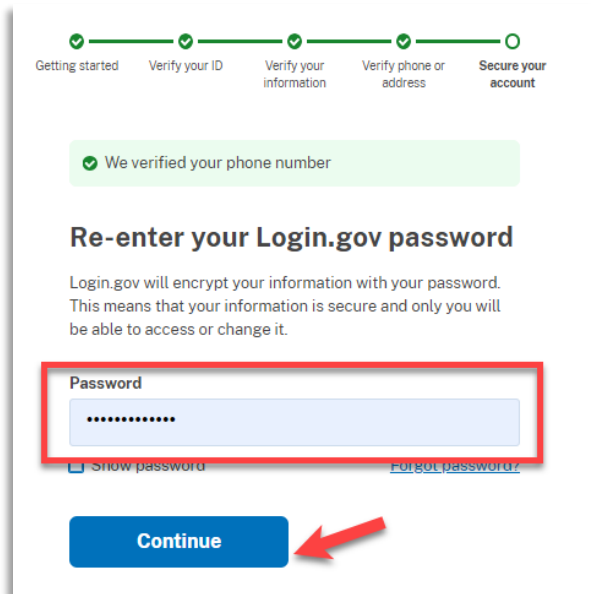 Getting started
Verify your ID
Verify your
information
Verify phone or
address
Secure your
account
We verified your phone number
Re-enter your Login.gov password
Login.gov will encrypt your information with your password.
This means that your information is secure and only you will
be able to access or change it.
Password
•••••••••••••
Show password
Forgot password?
Continue